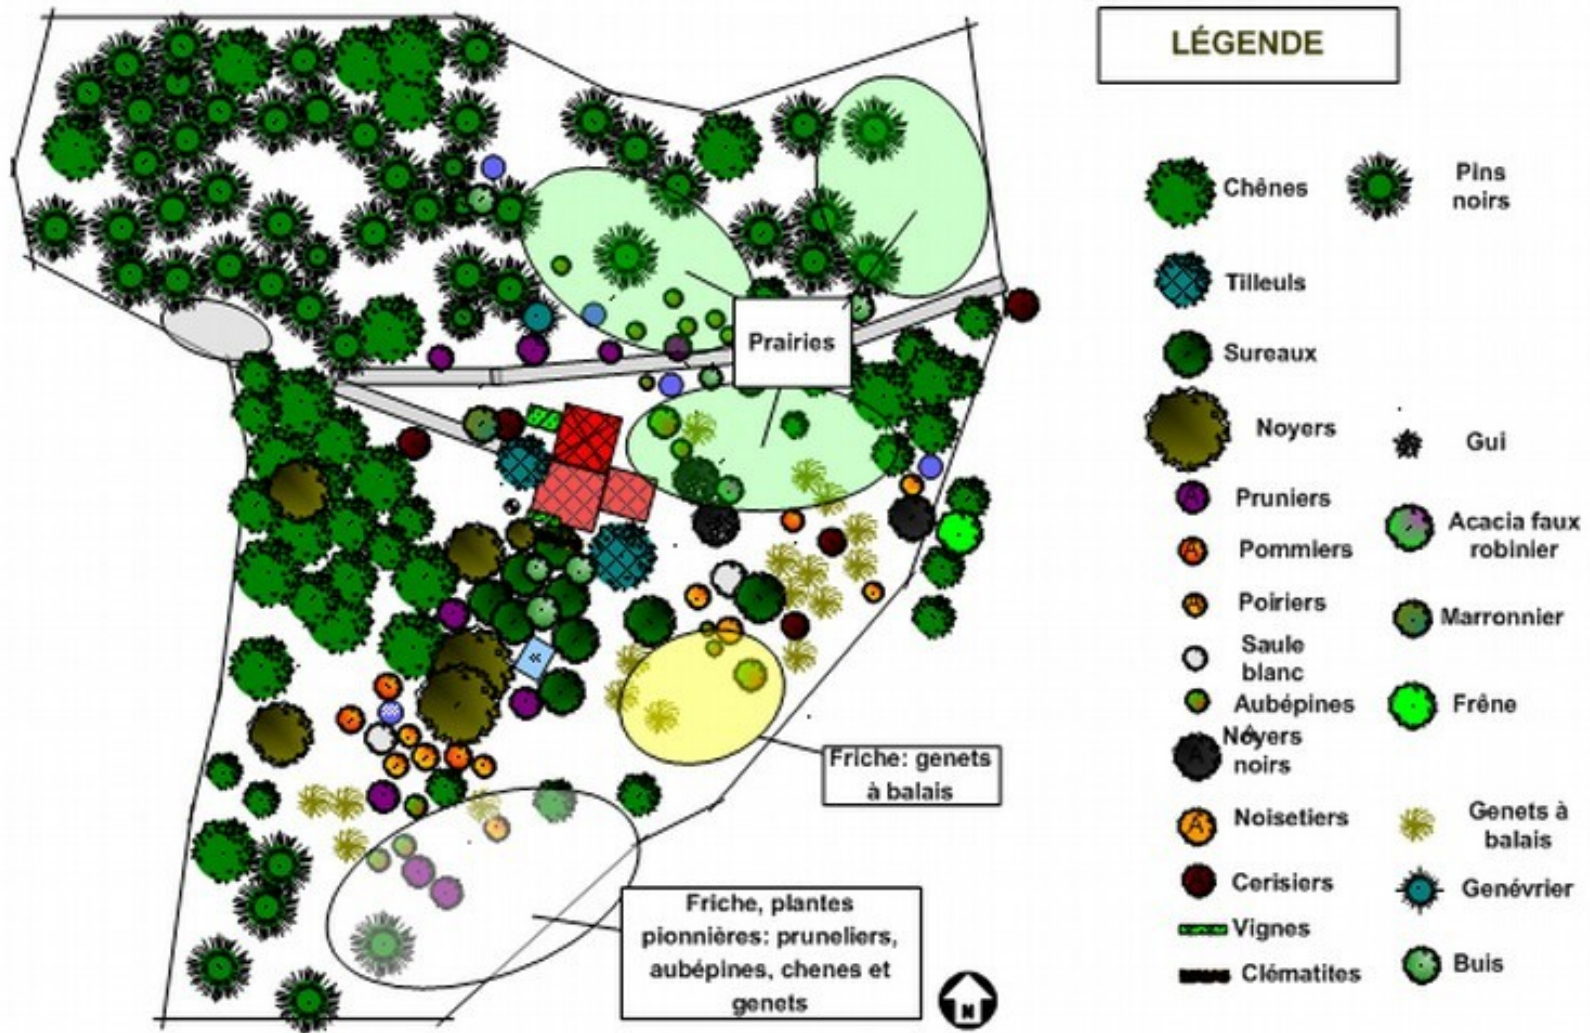 LÉGENDE
Chênes
Pins
noirs
Tilleuls
Sureaux
Noyers
Gui
Pruniers
Acacia faux
robinier
Pommiers
Poiriers
Marronnier
Saule
blanc
Aubépines
Frêne
Noyers
noirs
Noisetiers
Genets à
balais
Cerisiers
Genévrier
Vignes
Clématites
Buis
Prairies
Friche: genets
à balais
Friche, plantes
pionnières: pruneliers,
aubépines, chenes et
genets
N